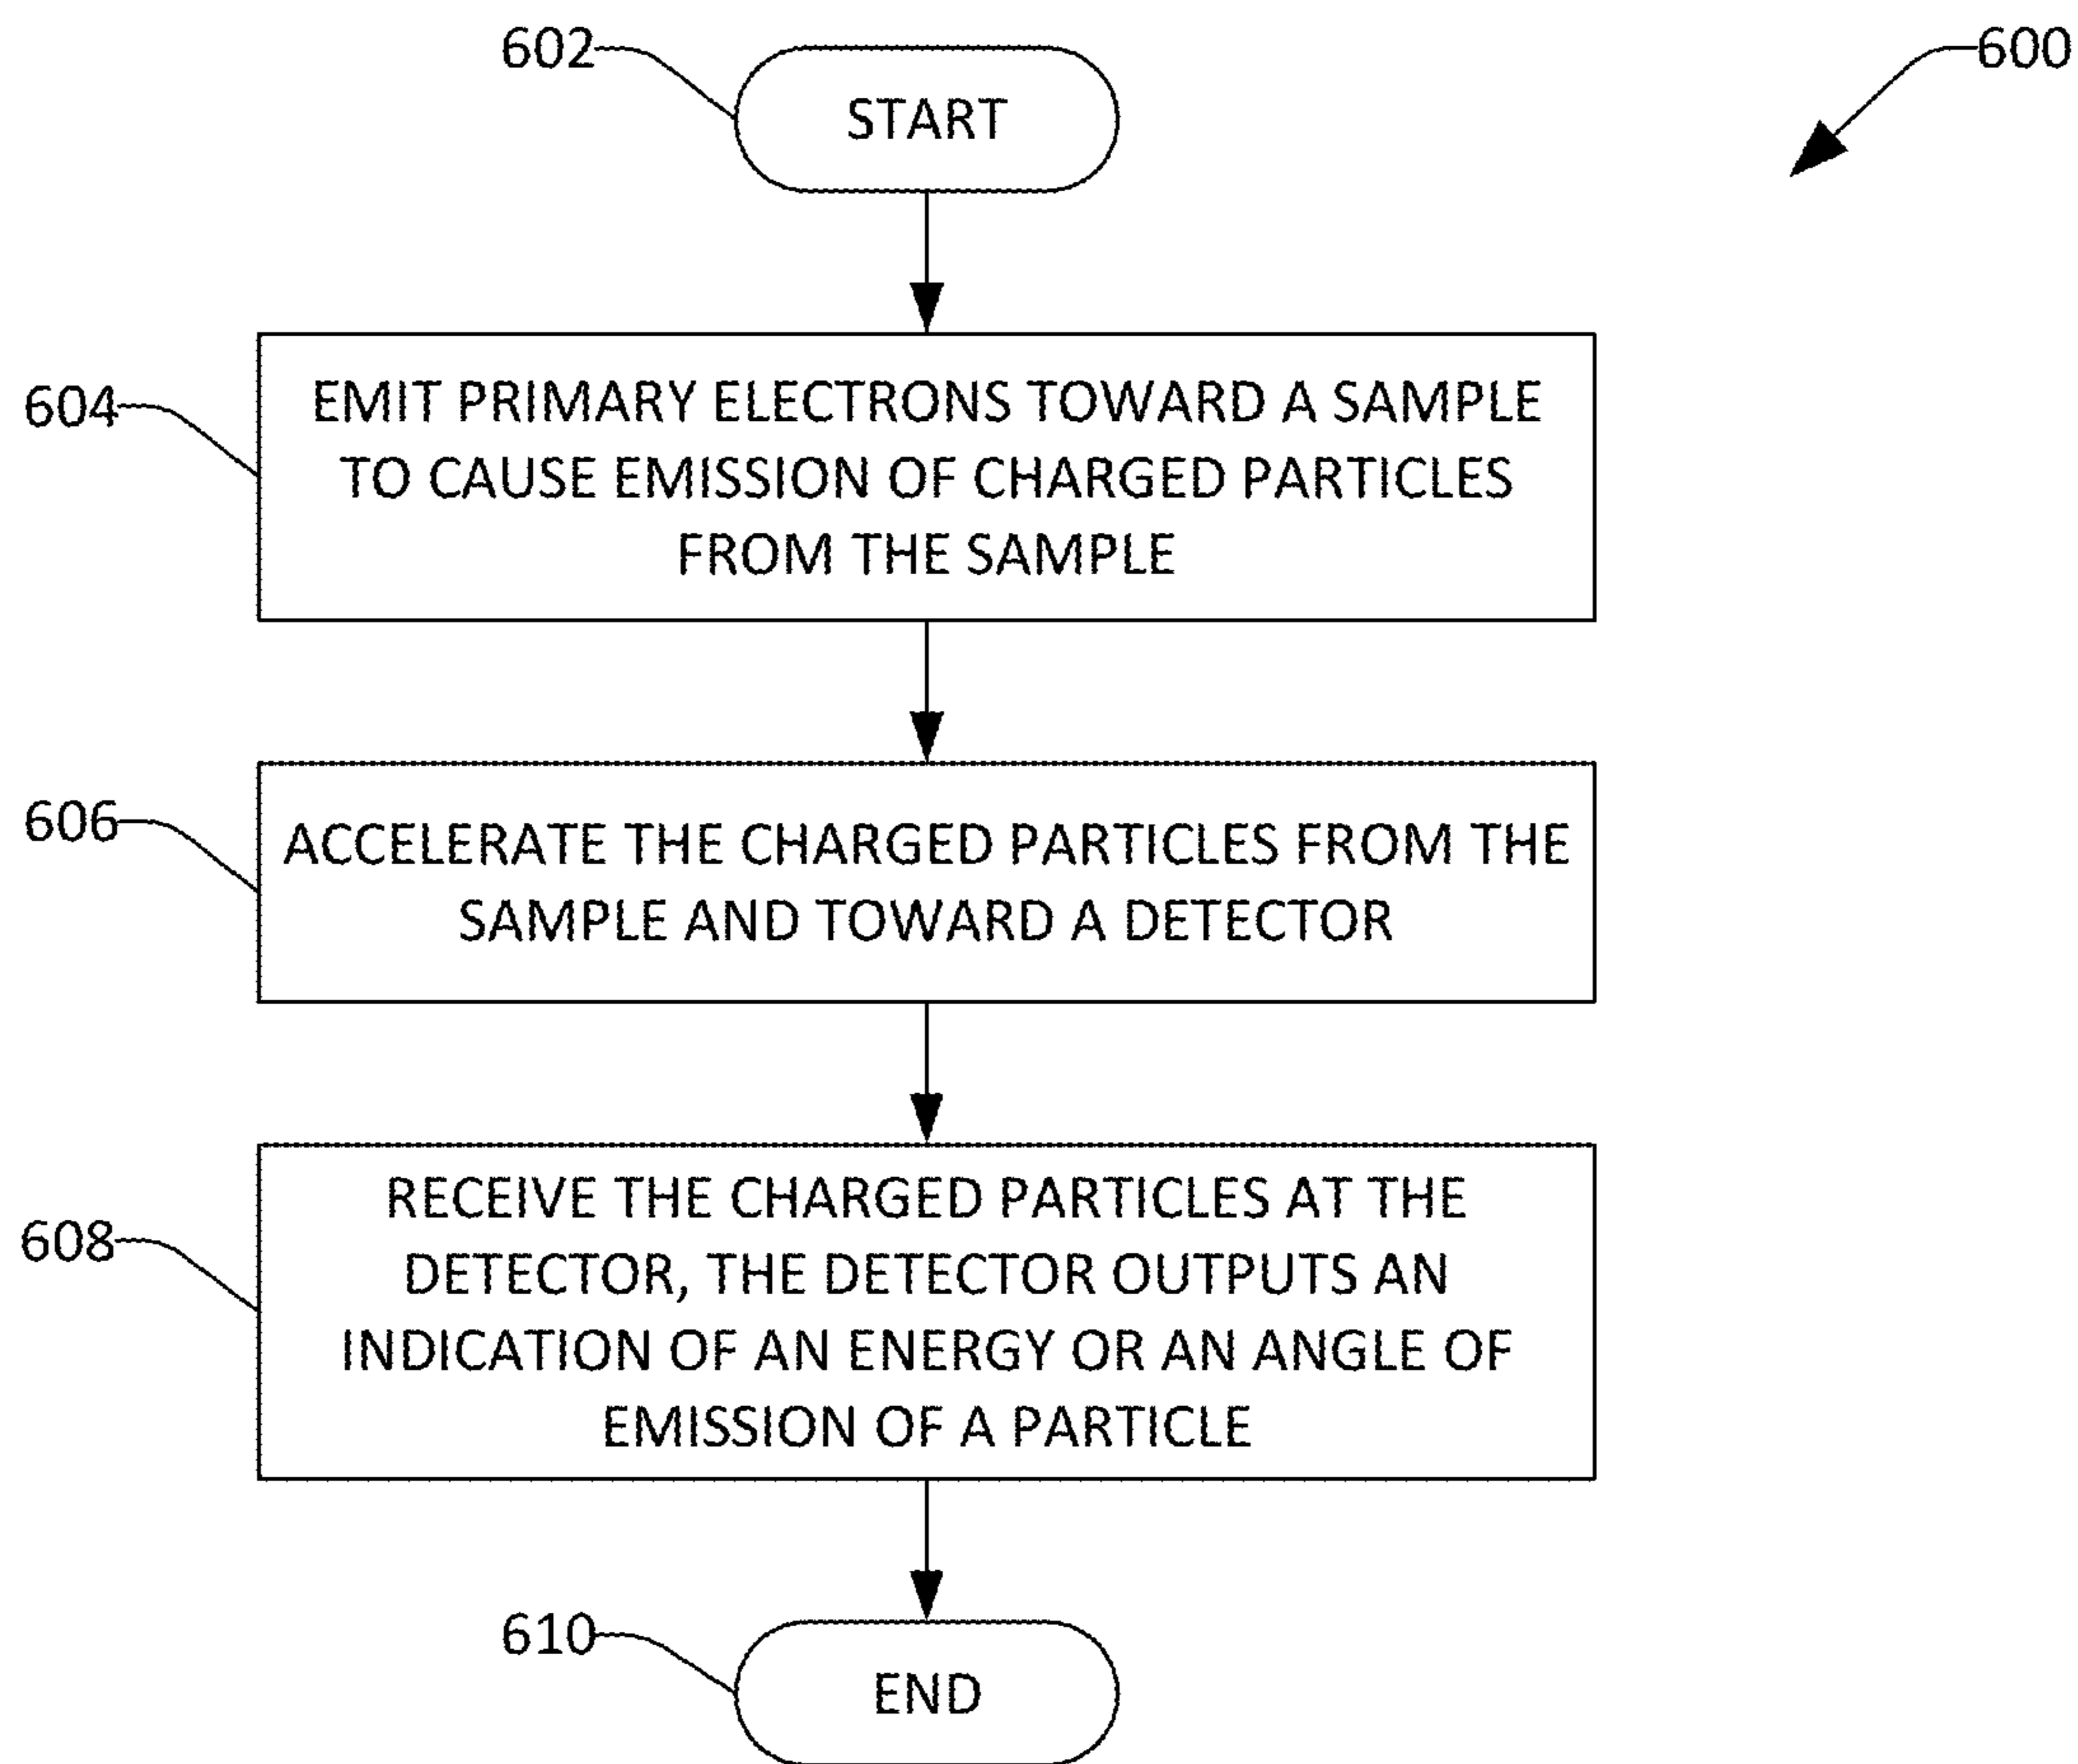 602
START
600
604
EMIT PRIMARY ELECTRONS TOWARD A SAMPLE
TO CAUSE EMISSION OF CHARGED PARTICLES
FROM THE SAMPLE
606
ACCELERATE THE CHARGED PARTICLES FROM THE
SAMPLE AND TOWARD A DETECTOR
608
RECEIVE THE CHARGED PARTICLES AT THE
DETECTOR, THE DETECTOR OUTPUTS AN
INDICATION OF AN ENERGY OR AN ANGLE OF
EMISSION OF A PARTICLE
610
END